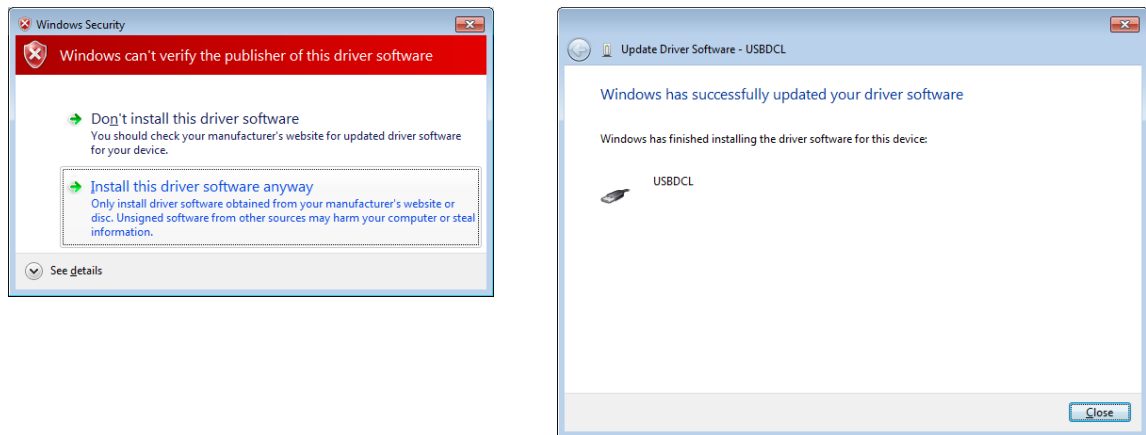 Windows Security
Windows can't verify the publisher of this driver software
Don't install this driver software
You should check your manufacturer's website for updated driver software
for your device.
Install this driver software anyway
Only install driver software obtained from your manufacturer's website or
disc. Unsigned software from other sources may harm your computer or steal
information.
See details
Update Driver Software - USBDCL
Windows has successfully updated your driver software
Windows has finished installing the driver software for this device:
USBDCL
Close